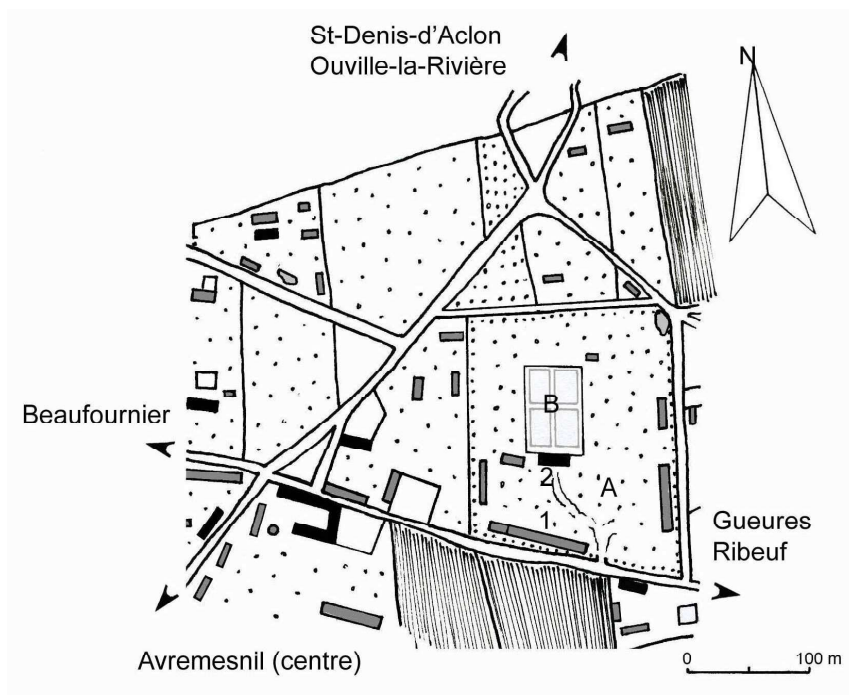 St-Denis-d'Aclon
Ouville-la-Rivière
N
B
Beaufournier
2
A
1
Gueures
Ribeuf
Avremesnil (centre)
0
100 m